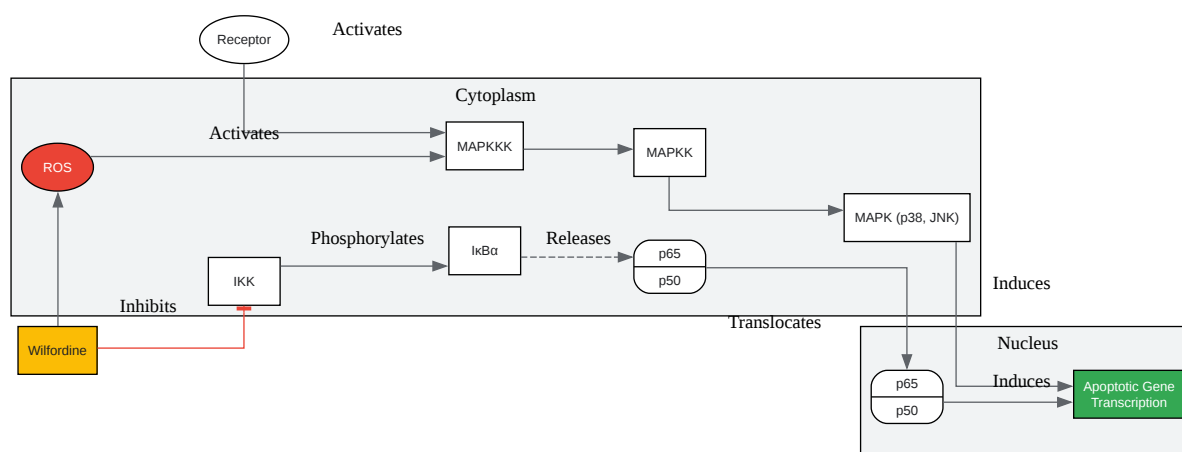 Activates
Receptor
Cytoplasm
Activates
MAPKKK
MAPKK
ROS
MAPK (p38, JNK)
Phosphorylates
IκBα
Releases
p65
p50
IKK
Induces
Inhibits
Translocates
Wilfordine
Nucleus
p65
p50
Induces
Apoptotic Gene
Transcription